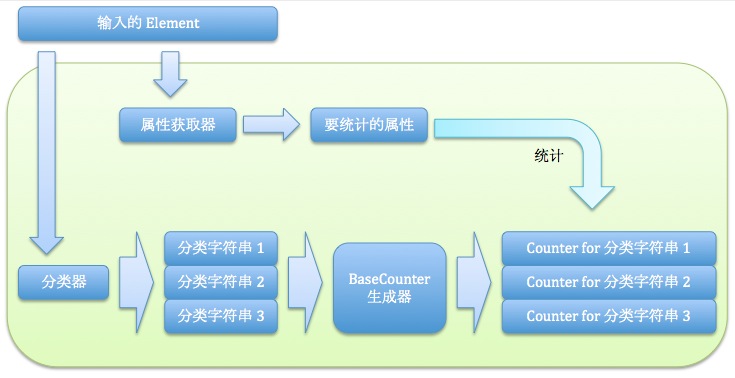 输入的 Element
属性获取器
要统计的属性
统计
分类器
分类字符串 1
分类字符串 2
分类字符串 3
BaseCounter
生成器
Counter for 分类字符串 1
Counter for 分类字符串 2
Counter for 分类字符串 3